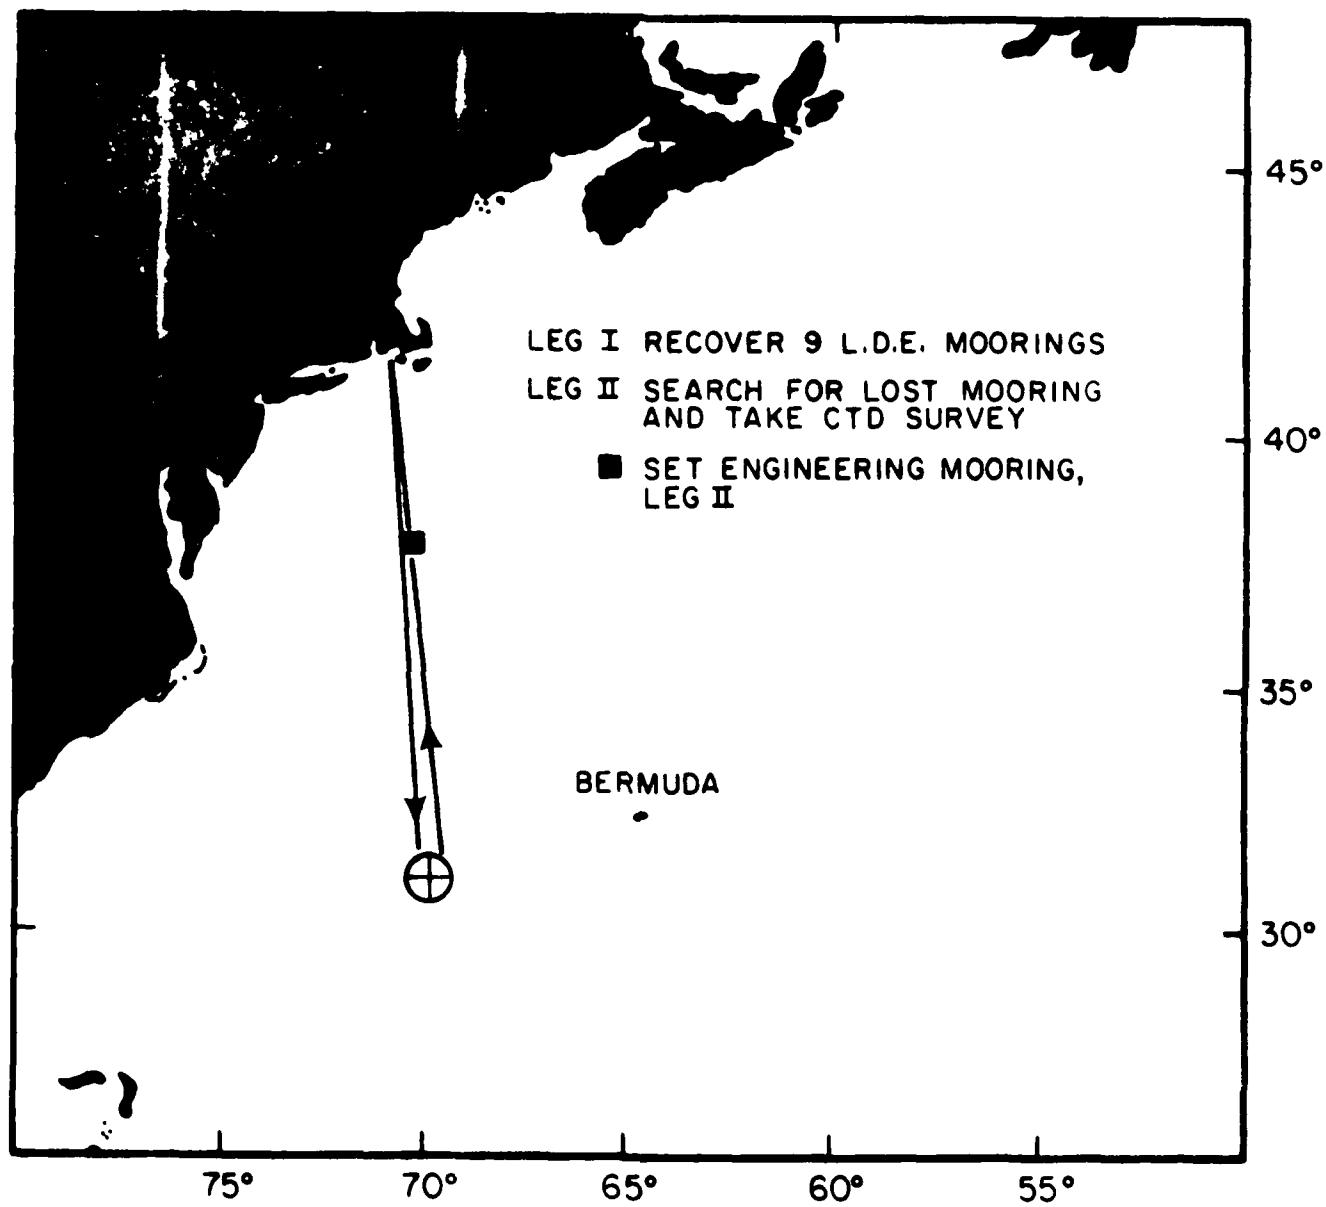 LEG I RECOVER 9 L.D.E. MOORINGS
LEG II SEARCH FOR LOST MOORING
AND TAKE CTD SURVEY
SET ENGINEERING MOORING,
LEG II
BERMUDA
45°
40°
35°
30°
75° 70° 65° 60° 55°